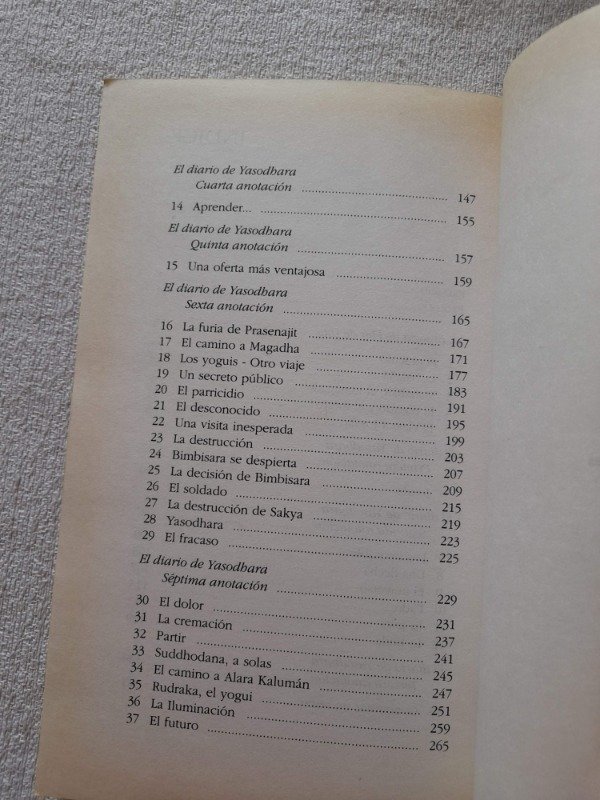 El diario de Yasodhara
Cuarta anotación ........ 147
14 Aprender... ........ 155
El diario de Yasodhara
Quinta anotación ........ 157
15 Una oferta más ventajosa ........ 159
El diario de Yasodhara
Sexta anotación ........ 165
16 La furia de Prasenajit ........ 167
17 El camino a Magadha ........ 171
18 Los yoguis - Otro viaje ........ 177
19 Un secreto público ........ 183
20 El parricidio ........ 191
21 El desconocido ........ 195
22 Una visita inesperada ........ 199
23 La destrucción ........ 203
24 Bimbisara se despierta ........ 207
25 La decisión de Bimbisara ........ 209
26 El soldado ........ 215
27 La destrucción de Sakya ........ 219
28 Yasodhara ........ 223
29 El fracaso ........ 225
El diario de Yasodhara
Séptima anotación ........ 229
30 El dolor ........ 231
31 La cremación ........ 237
32 Partir ........ 241
33 Suddhodana, a solas ........ 245
34 El camino a Alara Kalumán ........ 247
35 Rudraka, el yogui ........ 251
36 La Iluminación ........ 259
37 El futuro ........ 265